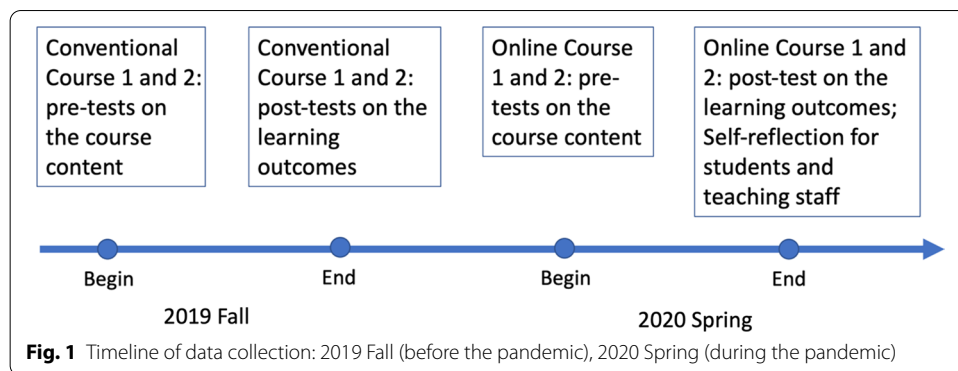 Conventional
Course 1 and 2:
pre-tests on
the course
content
Conventional
Course 1 and 2:
post-tests on the
learning
outcomes
Online Course
1 and 2: pre-
tests on the
course content
Online Course 1 and
2: post-test on the
learning outcomes;
Self-reflection for
students and
teaching staff
Begin
End
Begin
End
2019 Fall
2020 Spring
Fig. 1 Timeline of data collection: 2019 Fall (before the pandemic), 2020 Spring (during the pandemic)